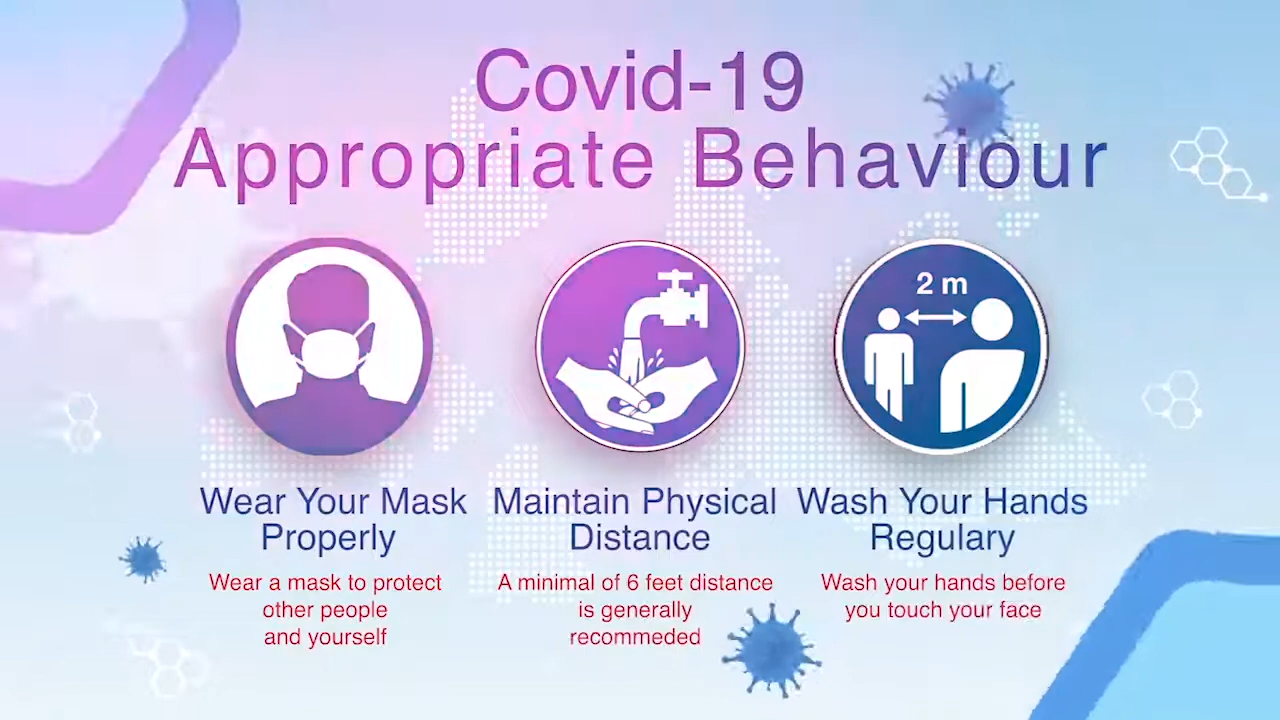 Covid-19
Appropriate Behaviour
2 m
Wear Your Mask
Properly
Wear a mask to protect
other people
and yourself
Maintain Physical
Distance
A minimal of 6 feet distance
is generally
recommeded
Wash Your Hands
Regulary
Wash your hands before
you touch your face